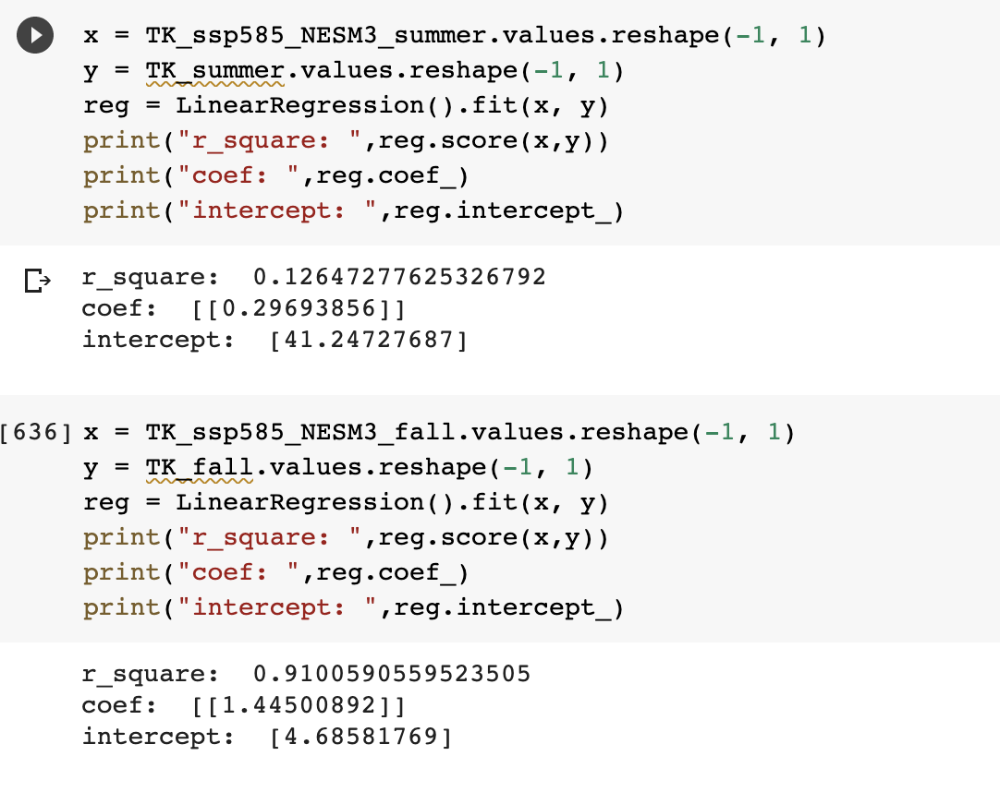 x = TK_ssp585_NESM3_summer.values.reshape(-1, 1)
y = TK_summer.values.reshape(-1, 1)
reg = LinearRegression().fit(x, y)
print("r_square: ",reg.score(x,y))
print("coef: ",reg.coef_)
print("intercept: ",reg.intercept_)
r_square:  0.12647277625326792
coef:  [[0.29693856]]
intercept:  [41.24727687]
[636] x = TK_ssp585_NESM3_fall.values.reshape(-1, 1)
y = TK_fall.values.reshape(-1, 1)
reg = LinearRegression().fit(x, y)
print("r_square: ",reg.score(x,y))
print("coef: ",reg.coef_)
print("intercept: ",reg.intercept_)
r_square:  0.9100590559523505
coef:  [[1.44500892]]
intercept:  [4.68581769]